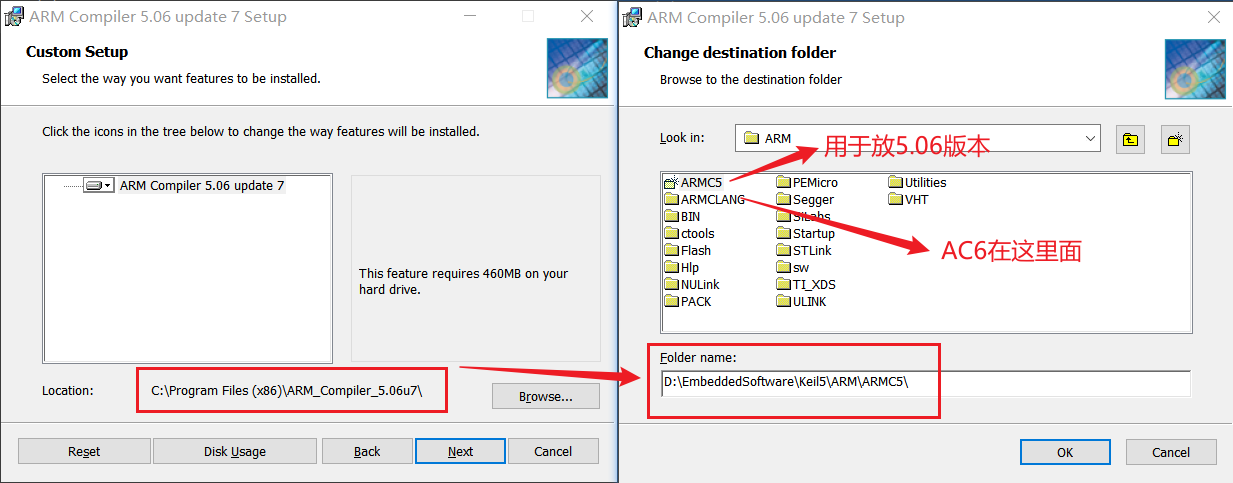 ARM Compiler 5.06 update 7 Setup
Custom Setup
Select the way you want features to be installed.
Click the icons in the tree below to change the way features will be installed.
ARM Compiler 5.06 update 7
This feature requires 460MB on your
hard drive.
Location:
C:\Program Files (x86)\ARM_Compiler_5.06u7\
Browse...
Reset
Disk Usage
Back
Next
Cancel
ARM Compiler 5.06 update 7 Setup
Change destination folder
Browse to the destination folder
Look in:
ARM
用于放5.06版本
ARMC5
ARMCLANG
BIN
ctools
Flash
Hlp
NULink
PACK
PEMicro
Segger
SiLabs
Startup
STLink
sw
TI_XDS
ULINK
Utilities
VHT
AC6在这里面
Folder name:
D:\EmbeddedSoftware\Keil5\ARM\ARMC5\
OK
Cancel